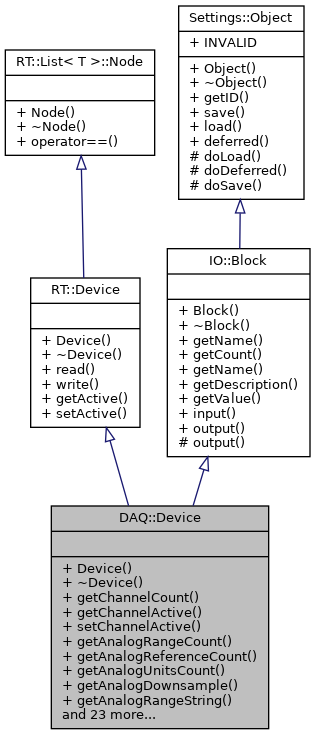 Settings::Object
+ INVALID
+ Object()
+ ~Object()
+ getID()
+ save()
+ load()
+ deferred()
# doLoad()
# doDeferred()
# doSave()
RT::List< T >::Node
+ Node()
+ ~Node()
+ operator==()
IO::Block
+ Block()
+ ~Block()
+ getName()
+ getCount()
+ getName()
+ getDescription()
+ getValue()
+ input()
+ output()
# output()
RT::Device
+ Device()
+ ~Device()
+ read()
+ write()
+ getActive()
+ setActive()
DAQ::Device
+ Device()
+ ~Device()
+ getChannelCount()
+ getChannelActive()
+ setChannelActive()
+ getAnalogRangeCount()
+ getAnalogReferenceCount()
+ getAnalogUnitsCount()
+ getAnalogDownsample()
+ getAnalogRangeString()
and 23 more...